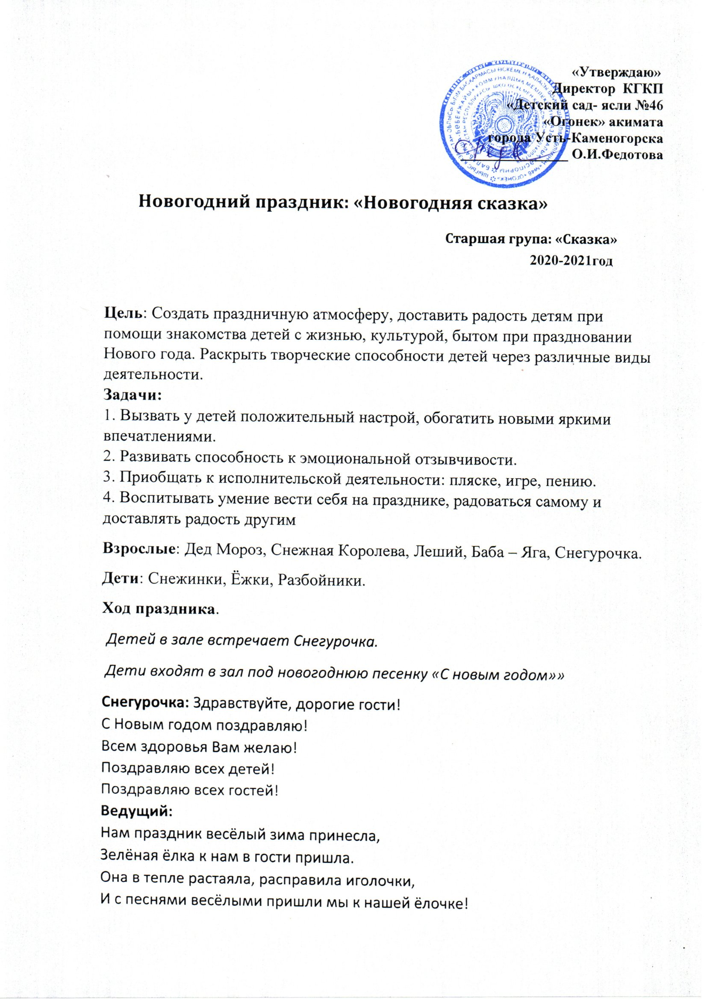 «Утверждаю»
Директор КГКП
«Детский сад- ясли №46
«Огонек» акимата
города Усть-Каменогорска
О.И.Федотова
Новогодний праздник: «Новогодняя сказка»
Старшая група: «Сказка»
2020-2021год
Цель: Создать праздничную атмосферу, доставить радость детям при
помощи знакомства детей с жизнью, культурой, бытом при праздновании
Нового года. Раскрыть творческие способности детей через различные виды
деятельности.
Задачи:
1. Вызвать у детей положительный настрой, обогатить новыми яркими
впечатлениями.
2. Развивать способность к эмоциональной отзывчивости.
3. Приобщать к исполнительской деятельности: пляске, игре, пению.
4. Воспитывать умение вести себя на празднике, радоваться самому и
доставлять радость другим
Взрослые: Дед Мороз, Снежная Королева, Леший, Баба – Яга, Снегурочка.
Дети: Снежинки, Ёжки, Разбойники.
Ход праздника.
Детей в зале встречает Снегурочка.
Дети входят в зал под новогоднюю песенку «С новым годом»»
Снегурочка: Здравствуйте, дорогие гости!
С Новым годом поздравляю!
Всем здоровья Вам желаю!
Поздравляю всех детей!
Поздравляю всех гостей!
Ведущий:
Нам праздник весёлый зима принесла,
Зелёная ёлка к нам в гости пришла.
Она в тепле растаяла, расправила иголочки,
И с песнями весёлыми пришли мы к нашей ёлочке!